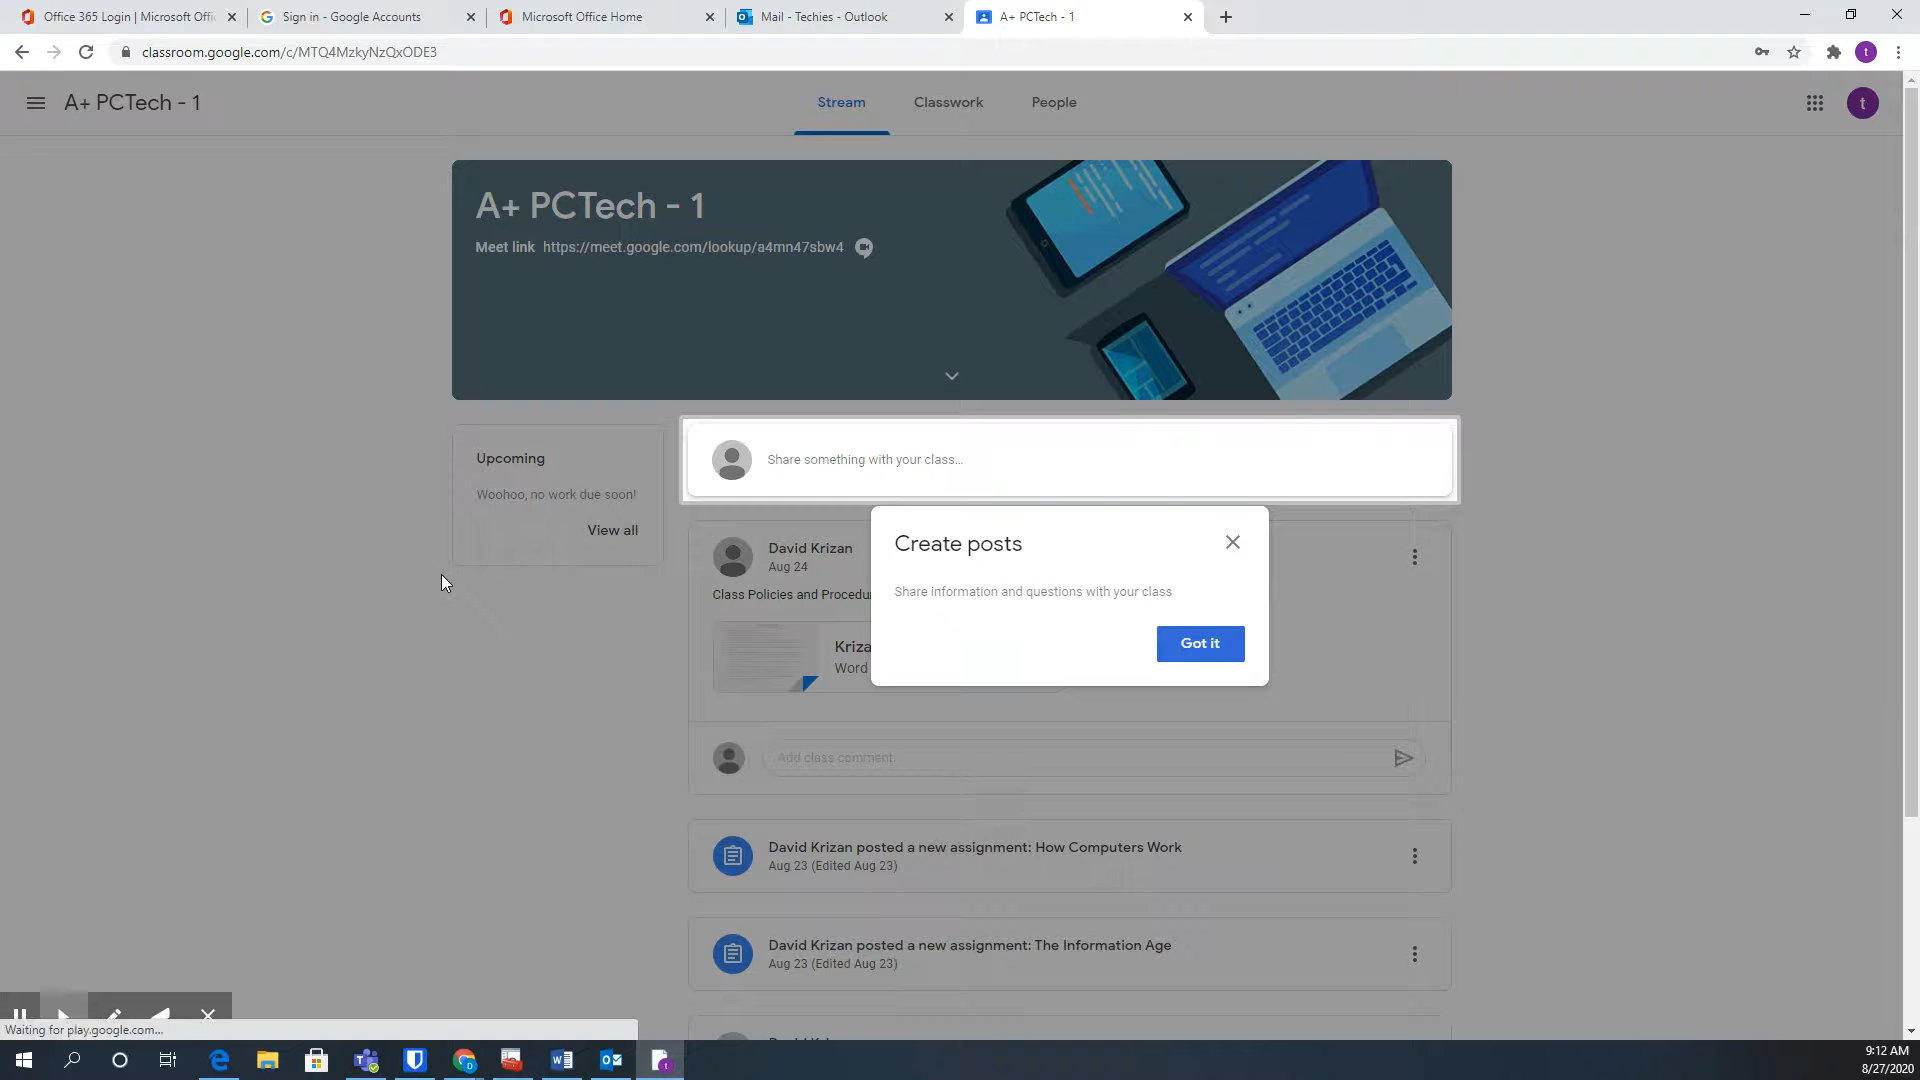 Office 365 Login | Microsoft Offi
Sign in - Google Accounts
Microsoft Office Home
Mail - Techies - Outlook
A+ PCTech - 1
classroom.google.com/c/MTQ4MzkyNzQxODE3
t
A+ PCTech - 1
Stream
Classwork
People
t
A+ PCTech - 1
Meet link https://meet.google.com/lookup/a4mn47sbw4
Upcoming
Woohoo, no work due soon!
View all
Share something with your class...
Create posts
Share information and questions with your class
Got it
David Krizan
Aug 24
Class Policies and Procedu
Kriza
Word
Add class comment
David Krizan posted a new assignment: How Computers Work
Aug 23 (Edited Aug 23)
David Krizan posted a new assignment: The Information Age
Aug 23 (Edited Aug 23)
Waiting for play.google.com...
9:12 AM
8/27/2020